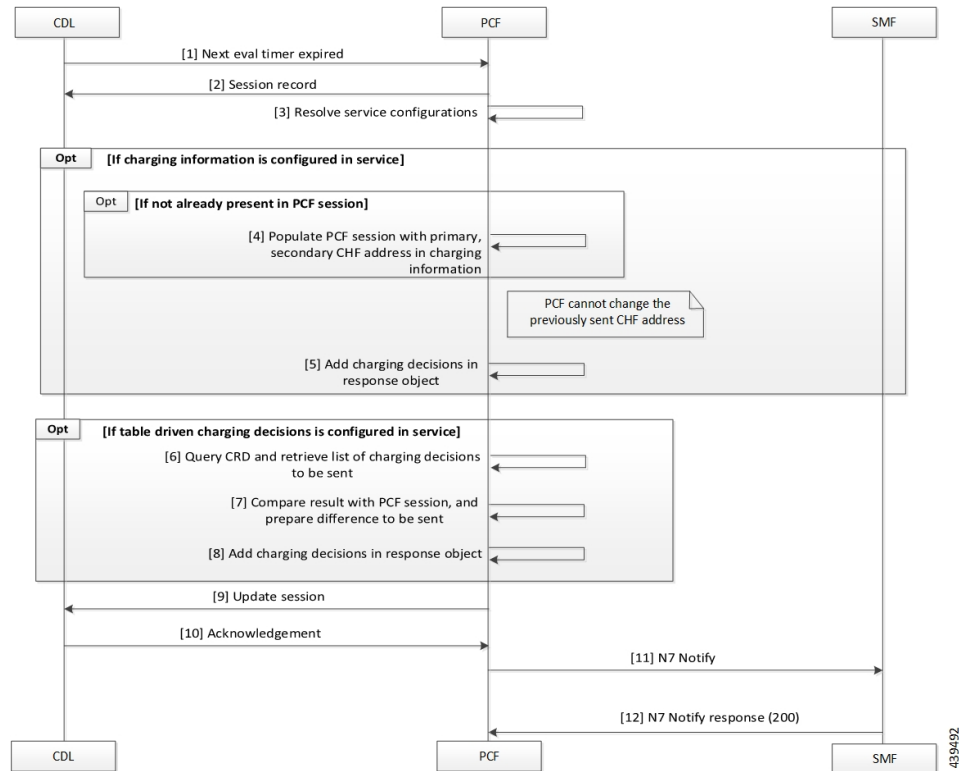 CDL
PCF
SMF
[1] Next eval timer expired
[2] Session record
[3] Resolve service configurations
Opt
[If charging information is configured in service]
Opt
[If not already present in PCF session]
[4] Populate PCF session with primary,
secondary CHF address in charging
information
PCF cannot change the
previously sent CHF address
[5] Add charging decisions in
response object
Opt
[If table driven charging decisions is configured in service]
[6] Query CRD and retrieve list of charging decisions
to be sent
[7] Compare result with PCF session, and
prepare difference to be sent
[8] Add charging decisions in response object
[9] Update session
[10] Acknowledgement
[11] N7 Notify
[12] N7 Notify response (200)
CDL
PCF
SMF
439492